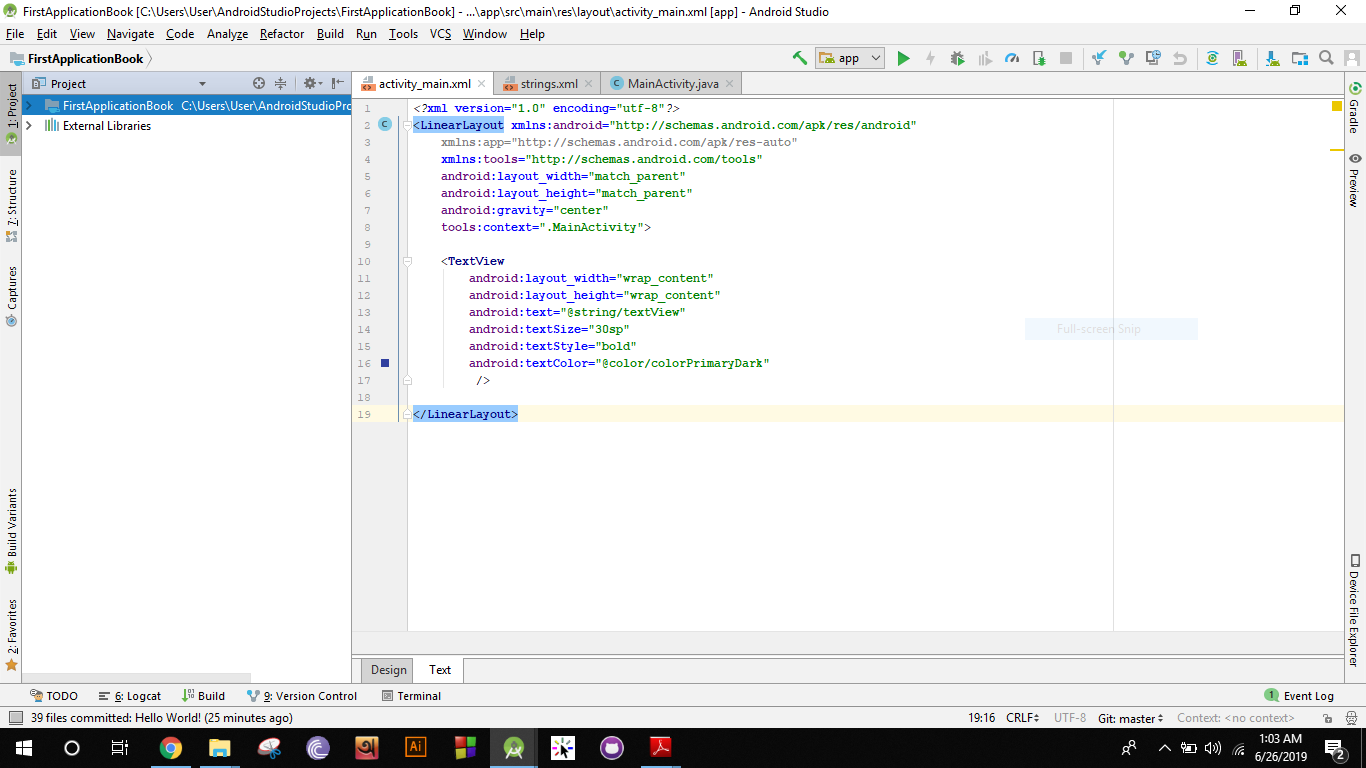 FirstApplicationBook [C:\Users\User\AndroidStudioProjects\FirstApplicationBook] - ...\app\src\main\res\layout\activity_main.xml [app] - Android Studio
File Edit View Navigate Code Analyze Refactor Build Run Tools VCS Window Help
FirstApplicationBook
app
Project
activity_main.xml
strings.xml
C MainActivity.java
1: Project
7: Structure
Captures
Build Variants
2: Favorites
FirstApplicationBook C:\Users\User\AndroidStudioPro
External Libraries
1 <?xml version="1.0" encoding="utf-8"?>
2 C <LinearLayout xmlns:android="http://schemas.android.com/apk/res/android"
3 xmlns:app="http://schemas.android.com/apk/res-auto"
4 xmlns:tools="http://schemas.android.com/tools"
5 android:layout_width="match_parent"
6 android:layout_height="match_parent"
7 android:gravity="center"
8 tools:context=".MainActivity">
9
10 <TextView
11 android:layout_width="wrap_content"
12 android:layout_height="wrap_content"
13 android:text="@string/textView"
14 android:textSize="30sp"
15 android:textStyle="bold"
16 android:textColor="@color/colorPrimaryDark"
17 />
18
19 </LinearLayout>
Full-screen Snip
Gradle
Preview
Device File Explorer
Design Text
TODO 6: Logcat Build 9: Version Control Terminal 1 Event Log
39 files committed: Hello World! (25 minutes ago) 19:16 CRLF UTF-8 Git: master Context: <no context>
Ai
1:03 AM
6/26/2019
2